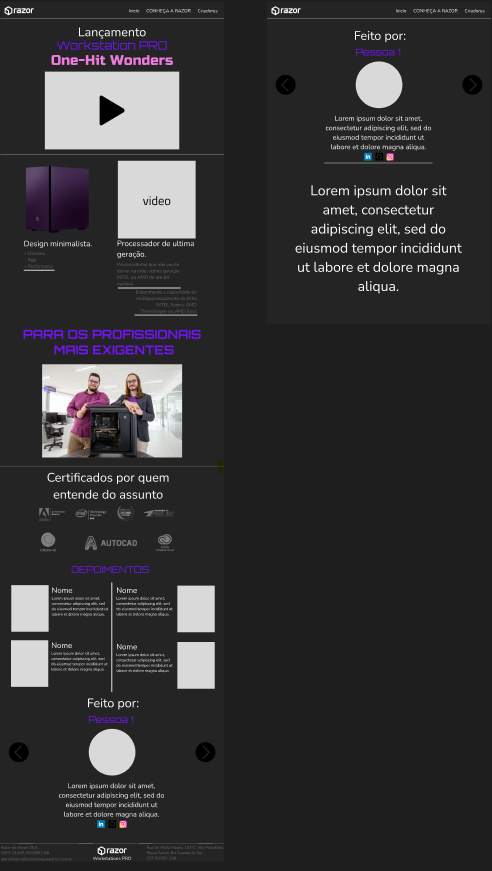 razor
Início CONHEÇA A RAZOR Criadores
Lançamento
Workstation PRO
One-Hit Wonders
video
Design minimalista.
Processador de ultima
geração.
PARA OS PROFISSIONAIS
MAIS EXIGENTES
Certificados por quem
entende do assunto
AUTOCAD
DEPOIMENTOS
Nome
Lorem ipsum dolor sit amet,
consectetur adipiscing elit, sed
do eiusmod tempor incididunt ut
labore et dolore magna aliqua.
Nome
Lorem ipsum dolor sit amet,
consectetur adipiscing elit, sed
do eiusmod tempor incididunt ut
labore et dolore magna aliqua.
Nome
Lorem ipsum dolor sit amet,
consectetur adipiscing elit, sed
do eiusmod tempor incididunt ut
labore et dolore magna aliqua.
Nome
Lorem ipsum dolor sit amet,
consectetur adipiscing elit, sed
do eiusmod tempor incididunt ut
labore et dolore magna aliqua.
Feito por:
Pessoa 1
Lorem ipsum dolor sit amet,
consectetur adipiscing elit, sed do
eiusmod tempor incididunt ut
labore et dolore magna aliqua.
in
razor
Workstations PRO
razor
Início CONHEÇA A RAZOR Criadores
Feito por:
Pessoa 1
Lorem ipsum dolor sit amet,
consectetur adipiscing elit, sed do
eiusmod tempor incididunt ut
labore et dolore magna aliqua.
in
Lorem ipsum dolor sit
amet, consectetur
adipiscing elit, sed do
eiusmod tempor incididunt
ut labore et dolore magna
aliqua.